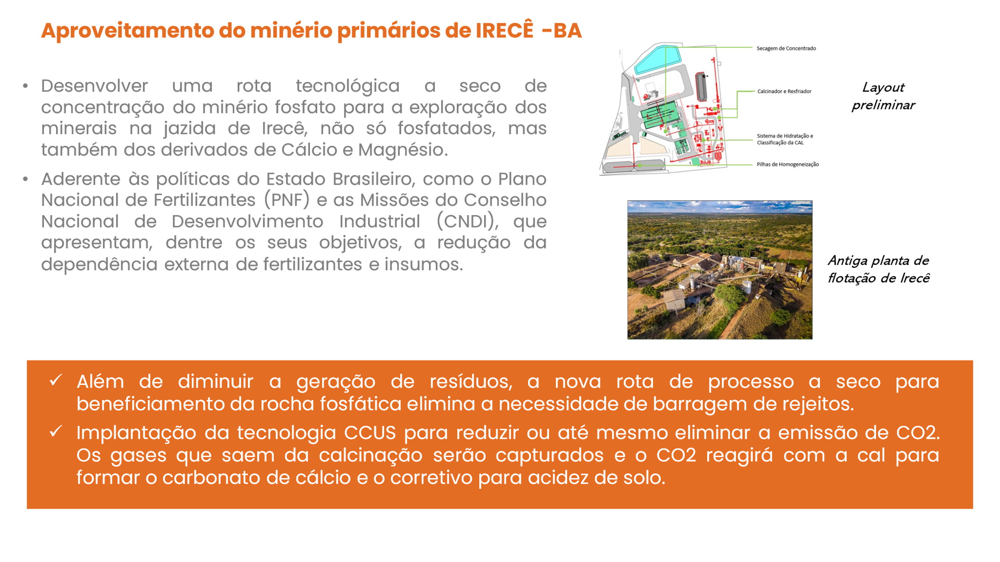 Aproveitamento do minério primários de IRECÊ -BA
• Desenvolver uma rota tecnológica a seco de
concentração do minério fosfato para a exploração dos
minerais na jazida de Irecê, não só fosfatados, mas
também dos derivados de Cálcio e Magnésio.
• Aderente às políticas do Estado Brasileiro, como o Plano
Nacional de Fertilizantes (PNF) e as Missões do Conselho
Nacional de Desenvolvimento Industrial (CNDI), que
apresentam, dentre os seus objetivos, a redução da
dependência externa de fertilizantes e insumos.
Secagem de Concentrado
Calcinador e Resfriador
Sistema de Hidratação e
Classificação da CAL
Pilhas de Homogeneização
Layout
preliminar
Antiga planta de
flotação de Irecê
✓ Além de diminuir a geração de resíduos, a nova rota de processo a seco para
beneficiamento da rocha fosfática elimina a necessidade de barragem de rejeitos.
✓ Implantação da tecnologia CCUS para reduzir ou até mesmo eliminar a emissão de CO2.
Os gases que saem da calcinação serão capturados e o CO2 reagirá com a cal para
formar o carbonato de cálcio e o corretivo para acidez de solo.